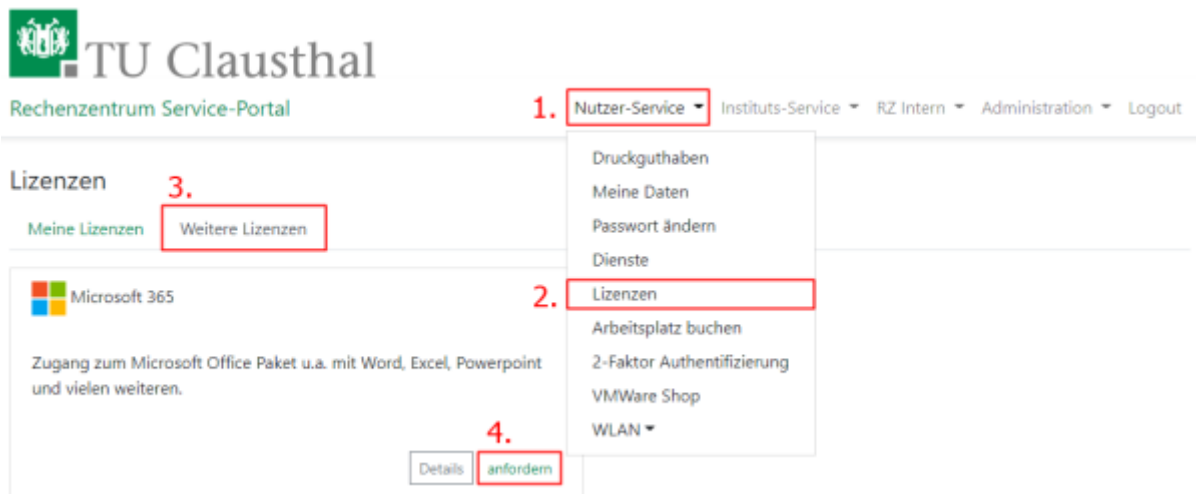 TU Clausthal
Rechenzentrum Service-Portal
1. Nutzer-Service Instituts-Service RZ Intern Administration Logout
Druckguthaben
Meine Daten
Passwort ändern
Dienste
2. Lizenzen
Arbeitsplatz buchen
2-Faktor Authentifizierung
VMWare Shop
WLAN
Lizenzen
3.
Meine Lizenzen Weitere Lizenzen
Microsoft 365
Zugang zum Microsoft Office Paket u.a. mit Word, Excel, Powerpoint
und vielen weiteren.
4.
Details anfordern